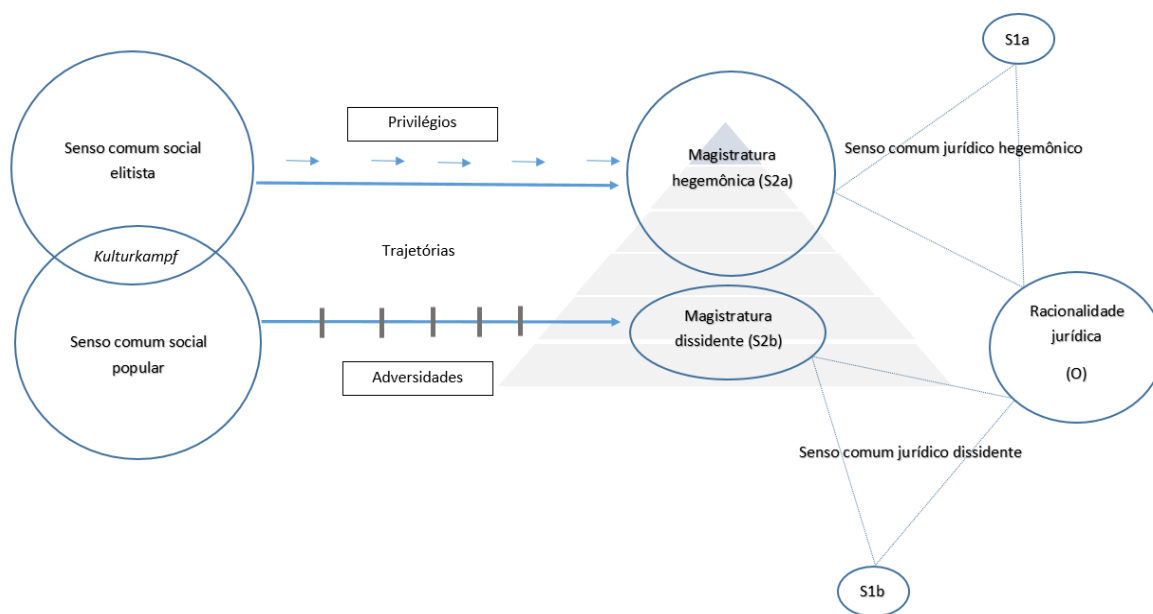 S1a
Privilégios
Senso comum social
elitista
Magistratura
hegemônica (S2a)
Senso comum jurídico hegemônico
Kulturkampf
Trajetórias
Senso comum social
popular
Magistratura
dissidente (S2b)
Racionalidade
jurídica
(O)
Adversidades
Senso comum jurídico dissidente
S1b